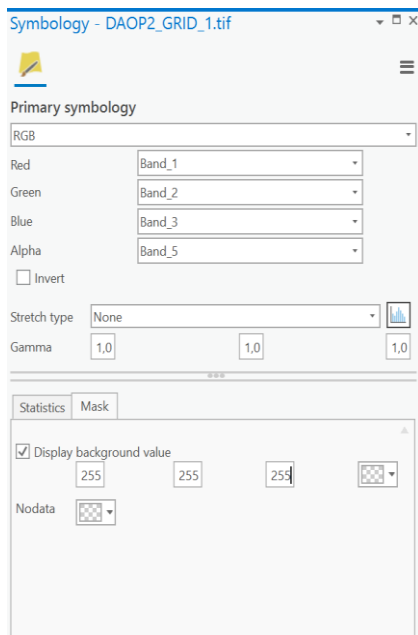 Symbology - DAOP2_GRID_1.tif
Primary symbology
RGB
Red Band_1
Green Band_2
Blue Band_3
Alpha Band_5
Invert
Stretch type None
Gamma 1,0 1,0 1,0
Statistics Mask
Display background value
255 255 255
Nodata